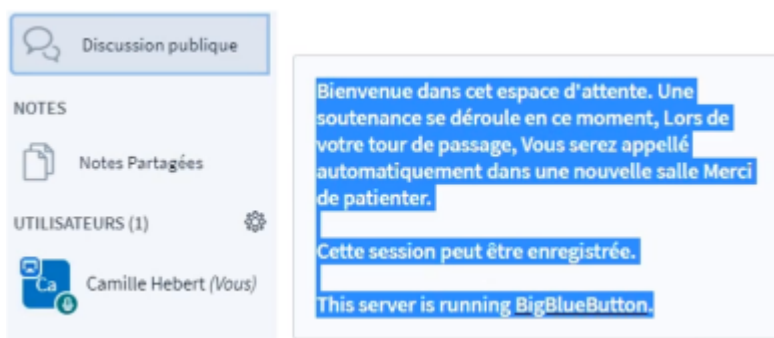 Discussion publique
NOTES
Notes Partagées
UTILISATEURS (1)
Ca
Camille Hebert (Vous)
Bienvenue dans cet espace d'attente. Une
soutenance se déroule en ce moment, Lors de
votre tour de passage, Vous serez appellé
automatiquement dans une nouvelle salle Merci
de patienter.
Cette session peut être enregistrée.
This server is running BigBlueButton.